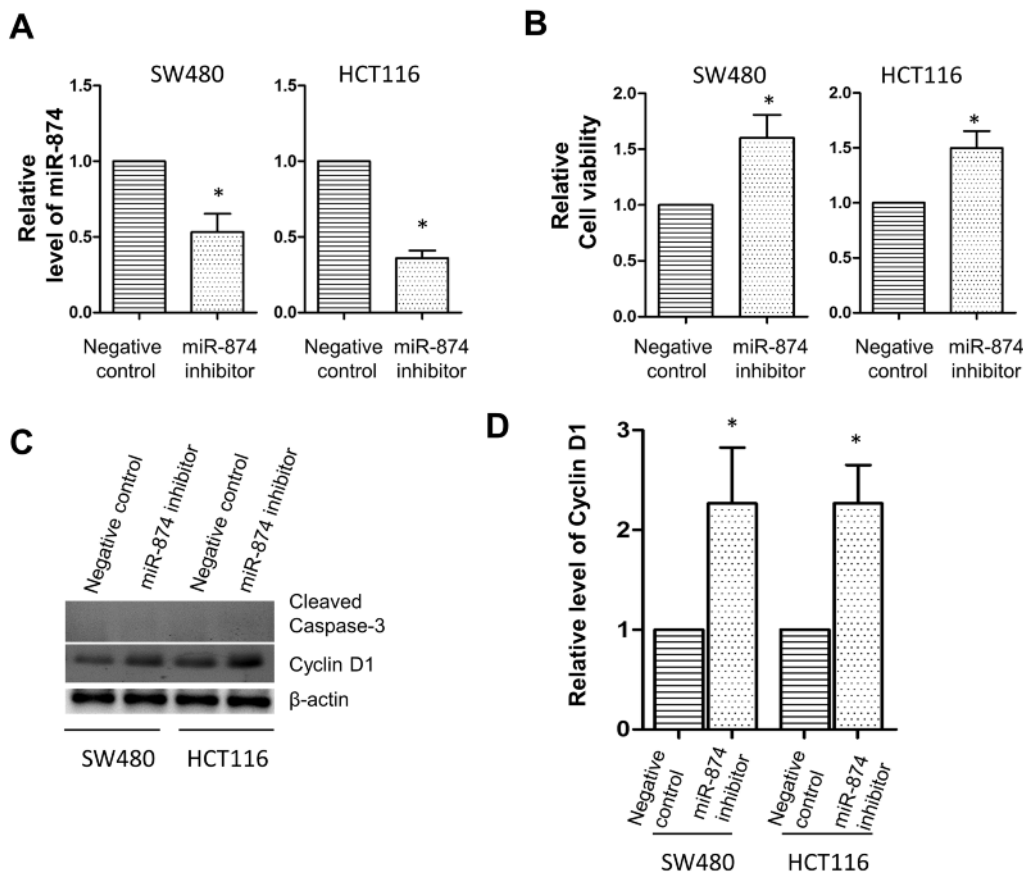 A
SW480
HCT116
Relative
level of miR-874
1.5
1.0
0.5
0.0
*
Negative
control
miR-874
inhibitor
1.5
1.0
0.5
0.0
*
Negative
control
miR-874
inhibitor
B
SW480
HCT116
Relative
Cell viability
2.0
1.5
1.0
0.5
0.0
*
Negative
control
miR-874
inhibitor
2.0
1.5
1.0
0.5
0.0
*
Negative
control
miR-874
inhibitor
C
Negative control
miR-874 inhibitor
Negative control
miR-874 inhibitor
Cleaved
Caspase-3
Cyclin D1
β-actin
SW480
HCT116
D
Relative level of Cyclin D1
3
2
1
0
*
*
Negative
control
miR-874
inhibitor
Negative
control
miR-874
inhibitor
SW480
HCT116